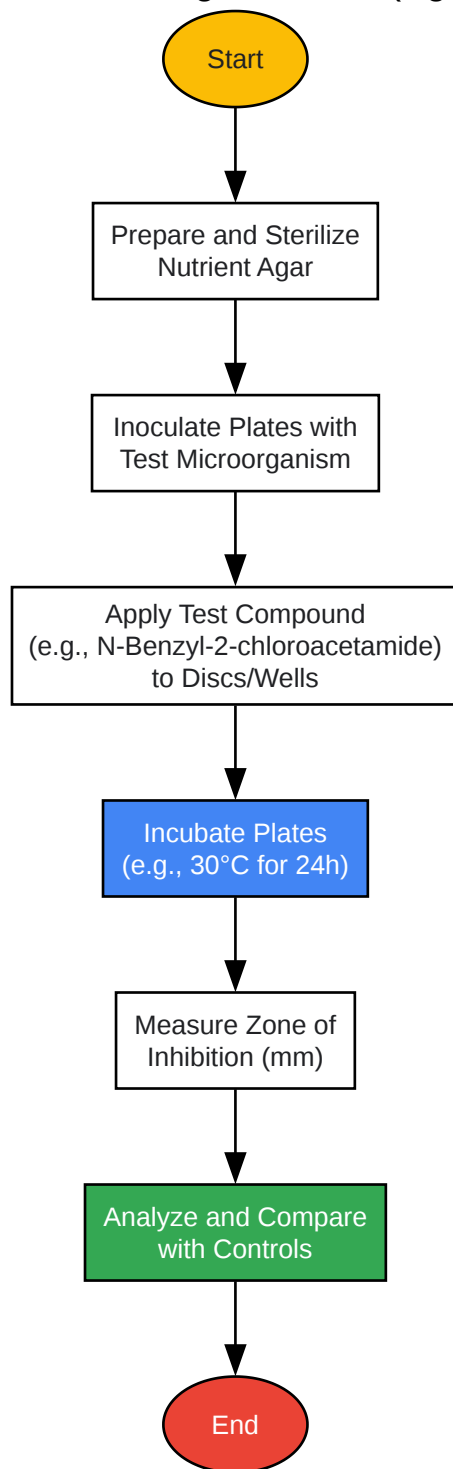 Start
Prepare and Sterilize
Nutrient Agar
Inoculate Plates with
Test Microorganism
Apply Test Compound
(e.g., N-Benzyl-2-chloroacetamide)
to Discs/Wells
Incubate Plates
(e.g., 30°C for 24h)
Measure Zone of
Inhibition (mm)
Analyze and Compare
with Controls
End